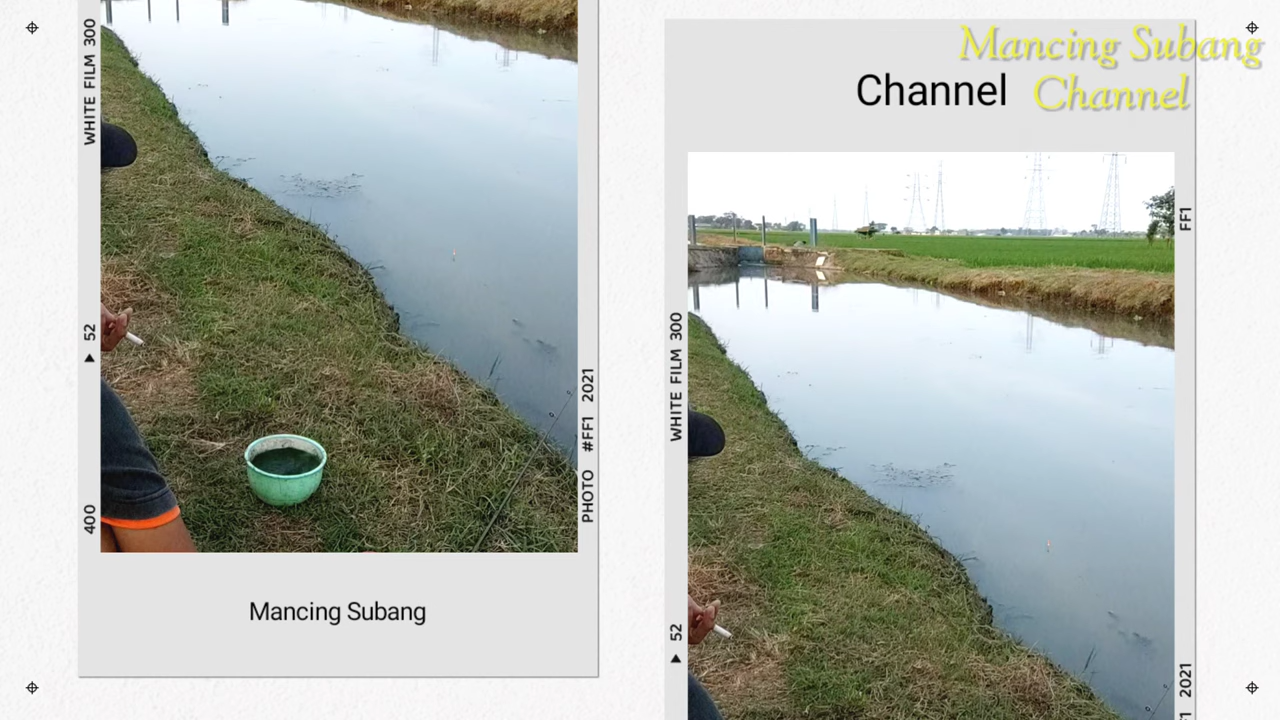 WHITE FILM 300
▲ 52
400
PHOTO #FF1 2021
Mancing Subang
Mancing Subang
Channel
Channel
WHITE FILM 300
▲ 52
FF1
1 2021